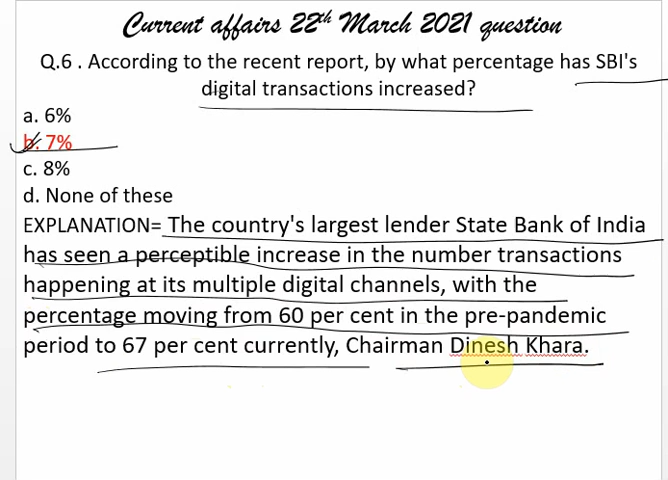 Current affairs 22th March 2021 question
Q.6 . According to the recent report, by what percentage has SBI's
digital transactions increased?
a. 6%
b. 7%
c. 8%
d. None of these
EXPLANATION= The country's largest lender State Bank of India
has seen a perceptible increase in the number transactions
happening at its multiple digital channels, with the
percentage moving from 60 per cent in the pre-pandemic
period to 67 per cent currently, Chairman Dinesh Khara.